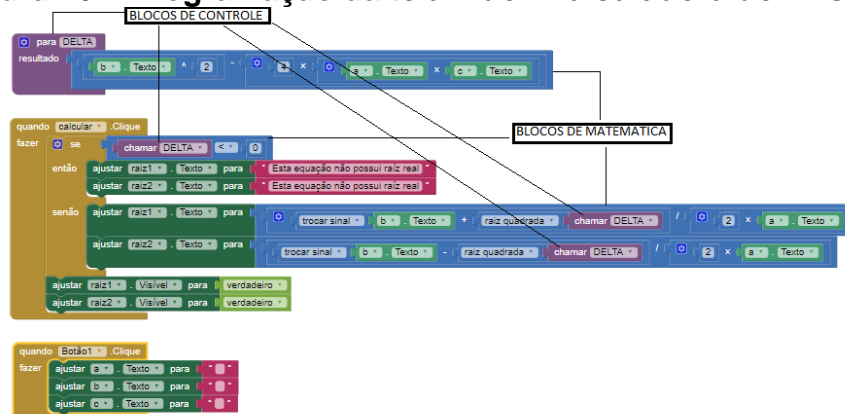 BLOCOS DE CONTROLE
para DELTA
resultado b . Texto ^ 2 - 4 × a . Texto × c . Texto
quando calcular .Clique
BLOCOS DE MATEMATICA
fazer se chamar DELTA < 0
então ajustar raiz1 . Texto para " Esta equação não possui raíz real "
ajustar raiz2 . Texto para " Esta equação não possui raíz real "
senão ajustar raiz1 . Texto para trocar sinal b . Texto + raiz quadrada chamar DELTA / 2 × a . Texto
ajustar raiz2 . Texto para trocar sinal b . Texto - raiz quadrada chamar DELTA / 2 × a . Texto
ajustar raiz1 . Visível para verdadeiro
ajustar raiz2 . Visível para verdadeiro
quando Botão1 .Clique
fazer ajustar a . Texto para " "
ajustar b . Texto para " "
ajustar c . Texto para " "